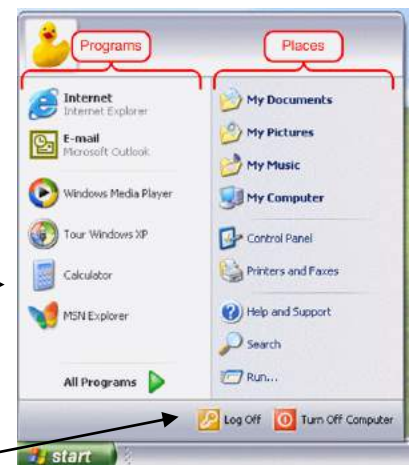 Programs
Places
Internet
Internet Explorer
E-mail
Microsoft Outlook
Windows Media Player
Tour Windows XP
Calculator
MSN Explorer
All Programs
My Documents
My Pictures
My Music
My Computer
Control Panel
Printers and Faxes
Help and Support
Search
Run...
Log Off
Turn Off Computer
start